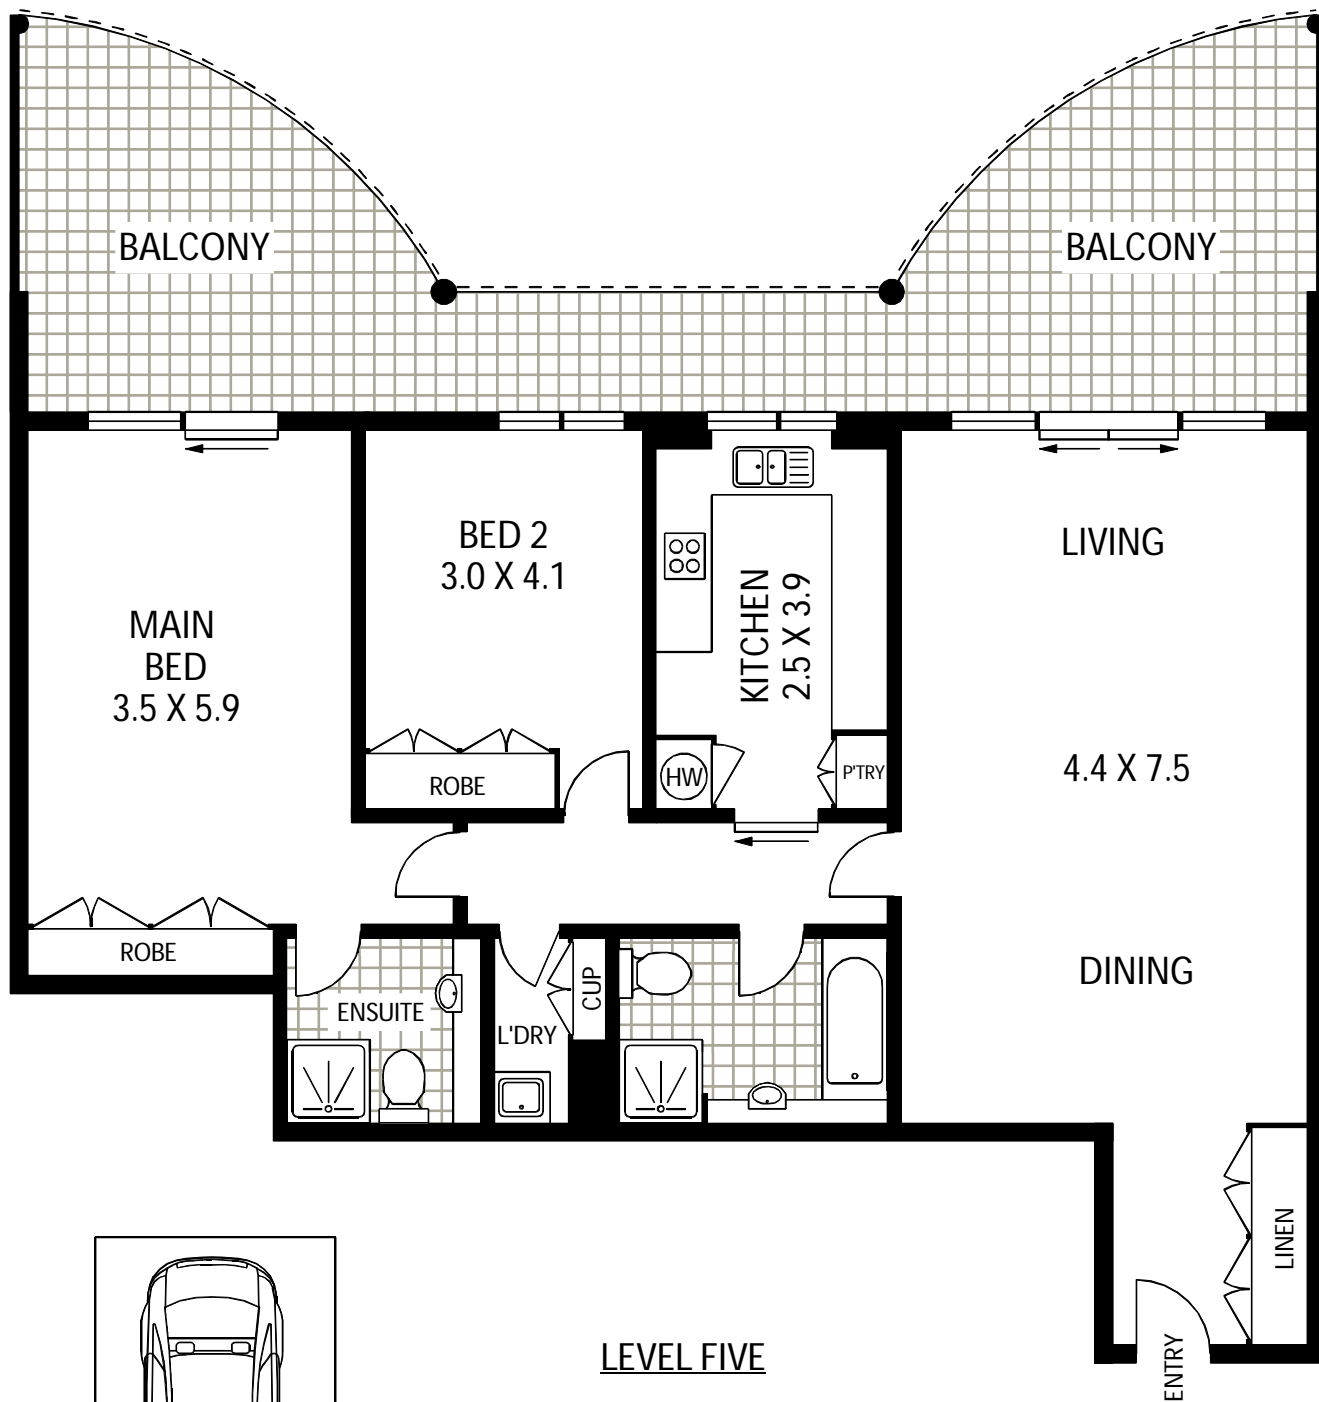 BALCONY
BALCONY
BED 2
3.0 X 4.1
LIVING
MAIN
BED
3.5 X 5.9
KITCHEN
2.5 X 3.9
4.4 X 7.5
ROBE
HW
P'TRY
ROBE
DINING
ENSUITE
L'DRY
CUP
LINEN
LEVEL FIVE
ENTRY